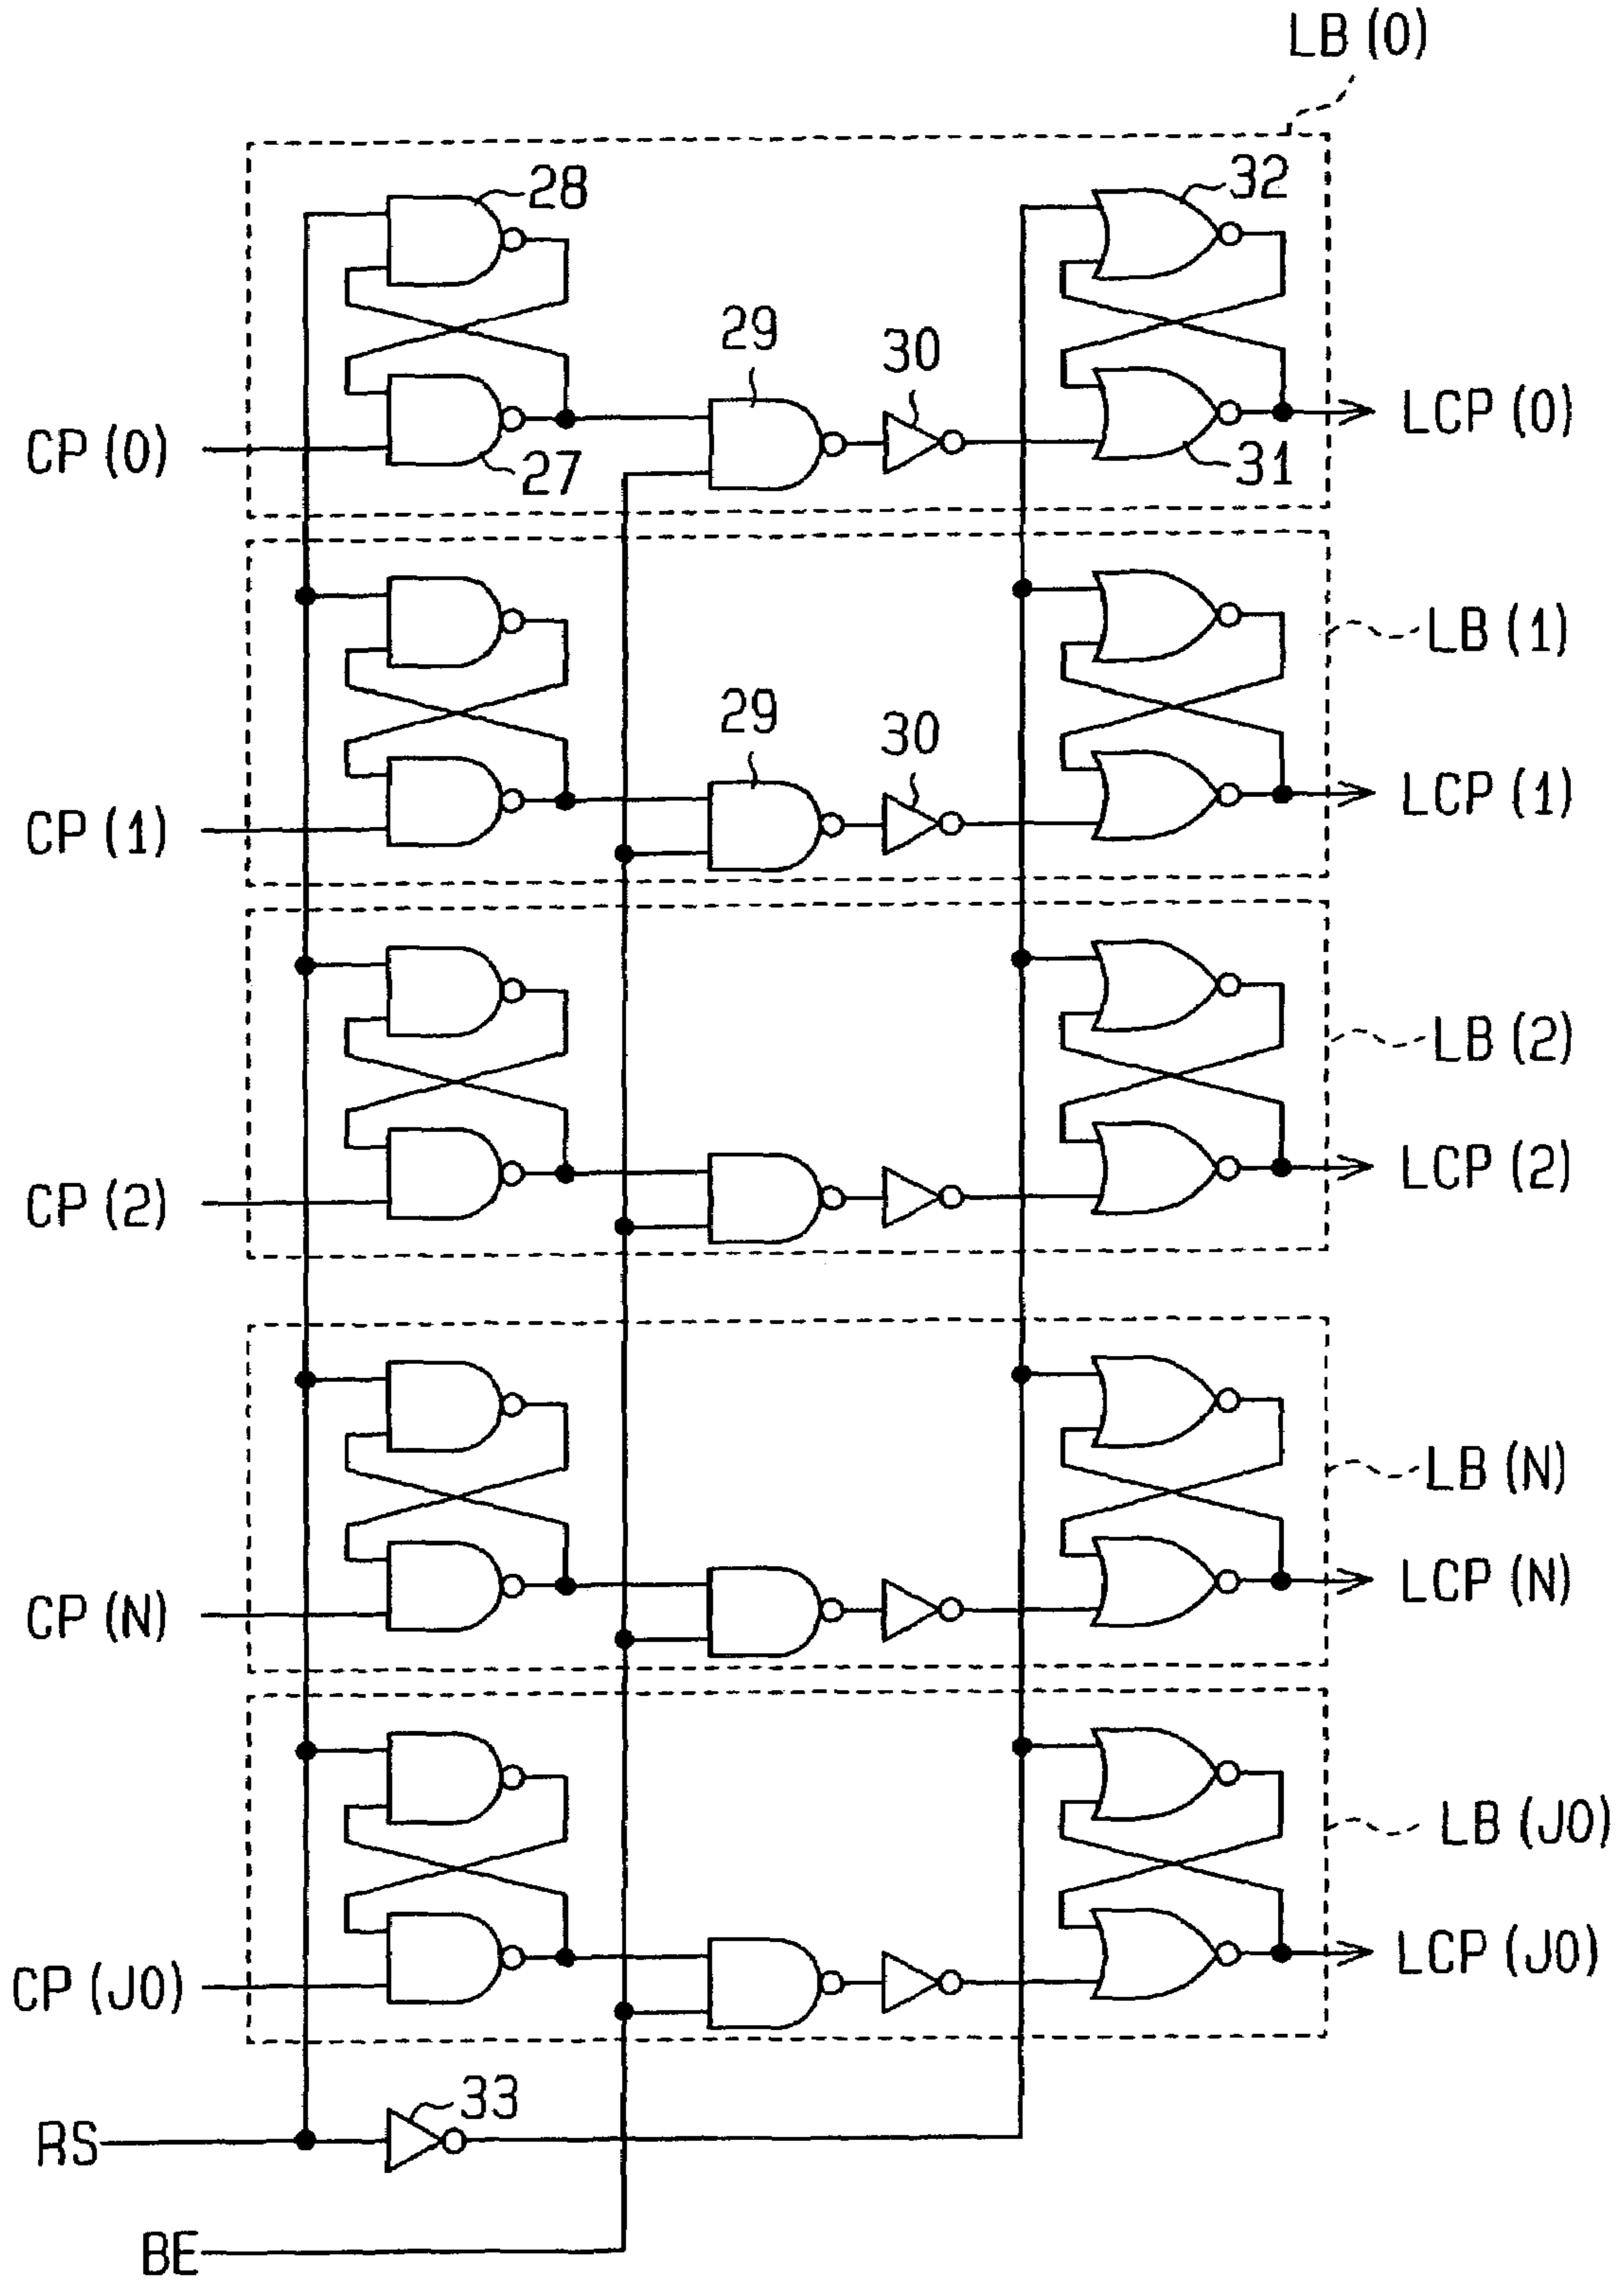 LB (0)
28
32
29
30
CP (0)
27
31
LCP (0)
LB (1)
29
30
CP (1)
LCP (1)
LB (2)
CP (2)
LCP (2)
LB (N)
CP (N)
LCP (N)
LB (J0)
CP (J0)
LCP (J0)
33
RS
BE